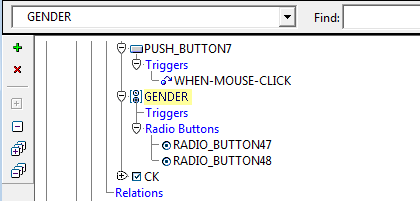 GENDER Find:
PUSH_BUTTON7
Triggers
WHEN-MOUSE-CLICK
GENDER
Triggers
Radio Buttons
RADIO_BUTTON47
RADIO_BUTTON48
CK
Relations